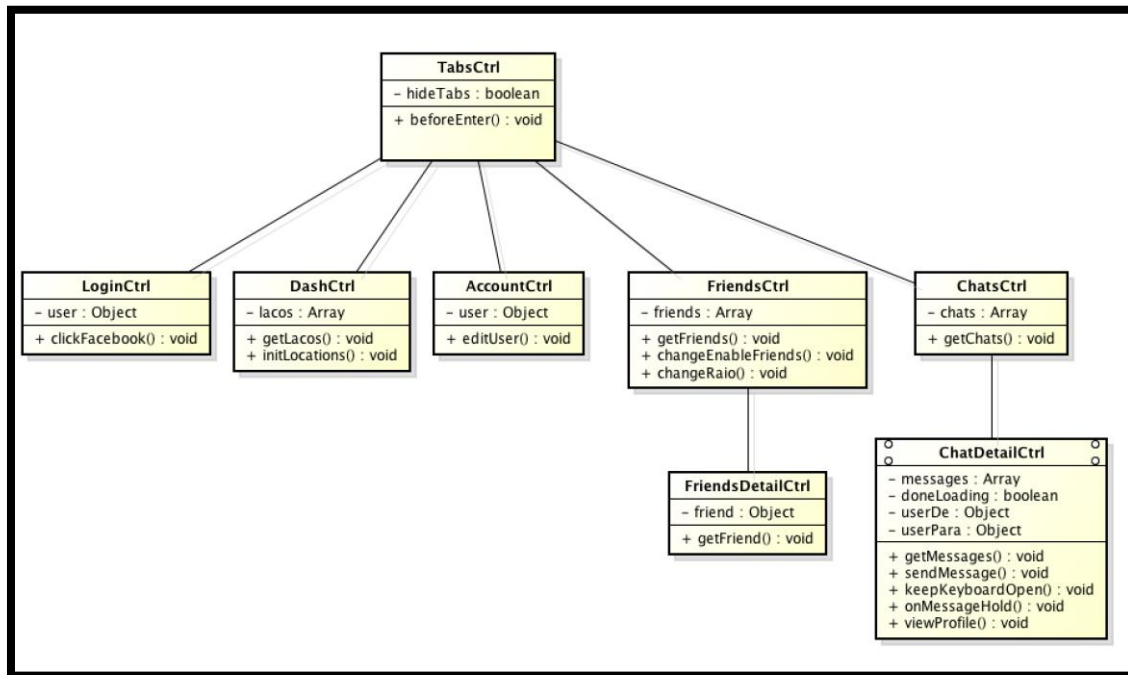 TabsCtrl
- hideTabs : boolean
+ beforeEnter() : void
LoginCtrl
- user : Object
+ clickFacebook() : void
DashCtrl
- lacos : Array
+ getLacos() : void
+ initLocations() : void
AccountCtrl
- user : Object
+ editUser() : void
FriendsCtrl
- friends : Array
+ getFriends() : void
+ changeEnableFriends() : void
+ changeRaio() : void
ChatsCtrl
- chats : Array
+ getChats() : void
FriendsDetailCtrl
- friend : Object
+ getFriend() : void
ChatDetailCtrl
- messages : Array
- doneLoading : boolean
- userDe : Object
- userPara : Object
+ getMessages() : void
+ sendMessage() : void
+ keepKeyboardOpen() : void
+ onMessageHold() : void
+ viewProfile() : void